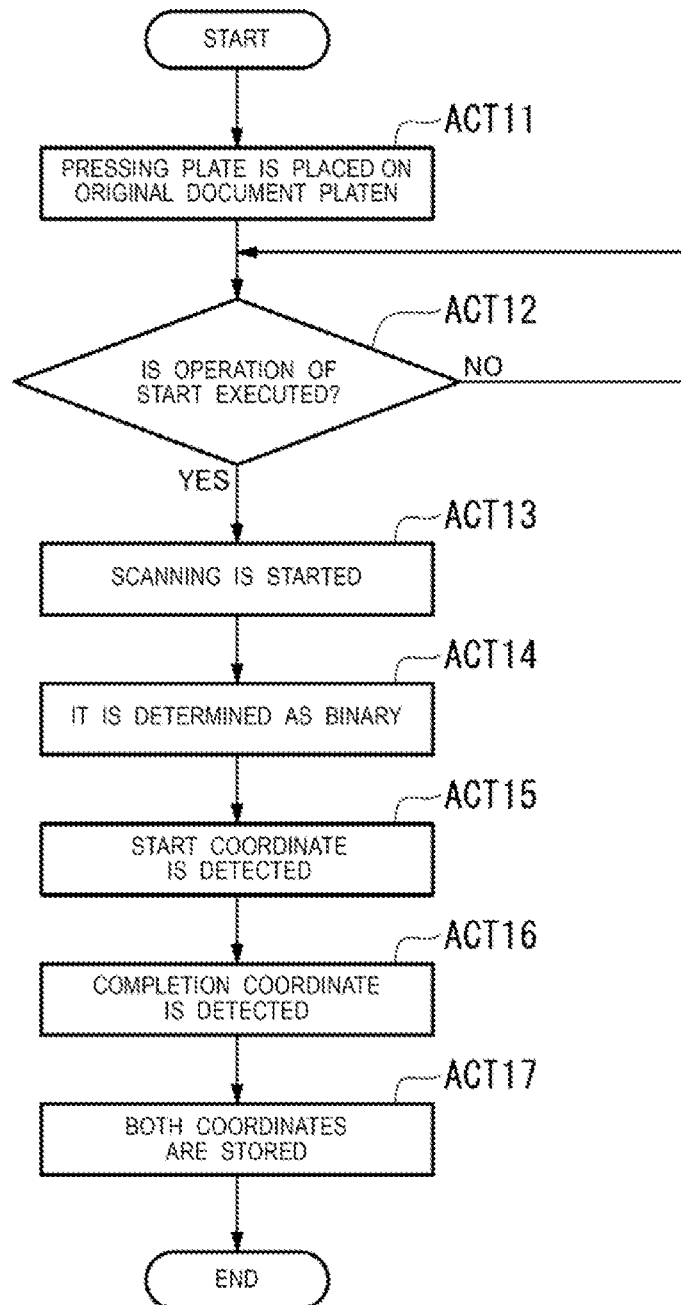 START
ACT11
PRESSING PLATE IS PLACED ON
ORIGINAL DOCUMENT PLATEN
ACT12
IS OPERATION OF
START EXECUTED?
NO
YES
ACT13
SCANNING IS STARTED
ACT14
IT IS DETERMINED AS BINARY
ACT15
START COORDINATE
IS DETECTED
ACT16
COMPLETION COORDINATE
IS DETECTED
ACT17
BOTH COORDINATES
ARE STORED
END